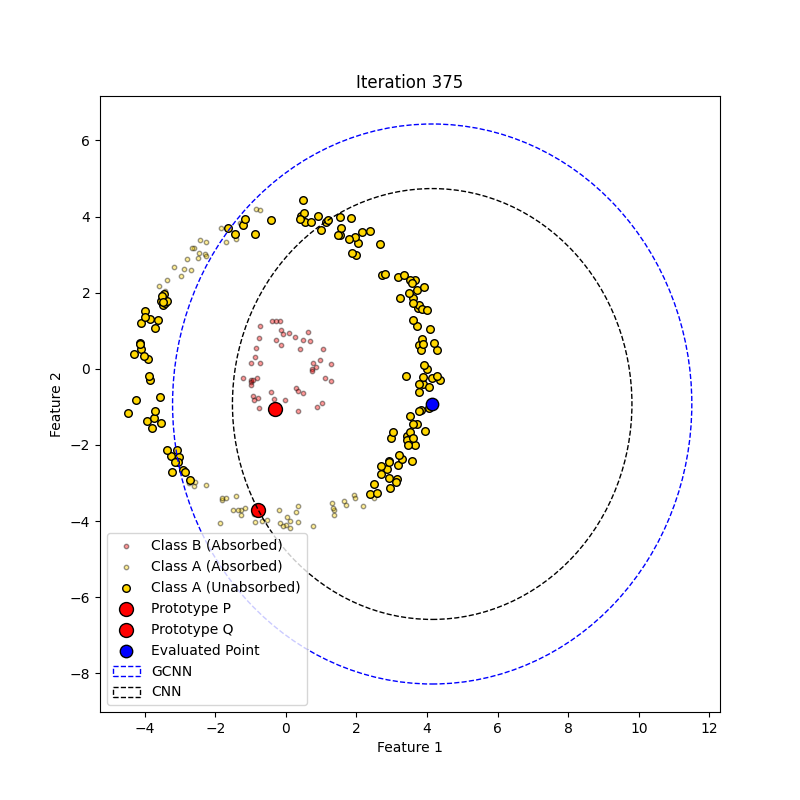 Iteration 375
6
4
2
0
−2
−4
−6
−8
Feature 2
Class B (Absorbed)
Class A (Absorbed)
Class A (Unabsorbed)
Prototype P
Prototype Q
Evaluated Point
GCNN
CNN
−4
−2
0
2
4
6
8
10
12
Feature 1